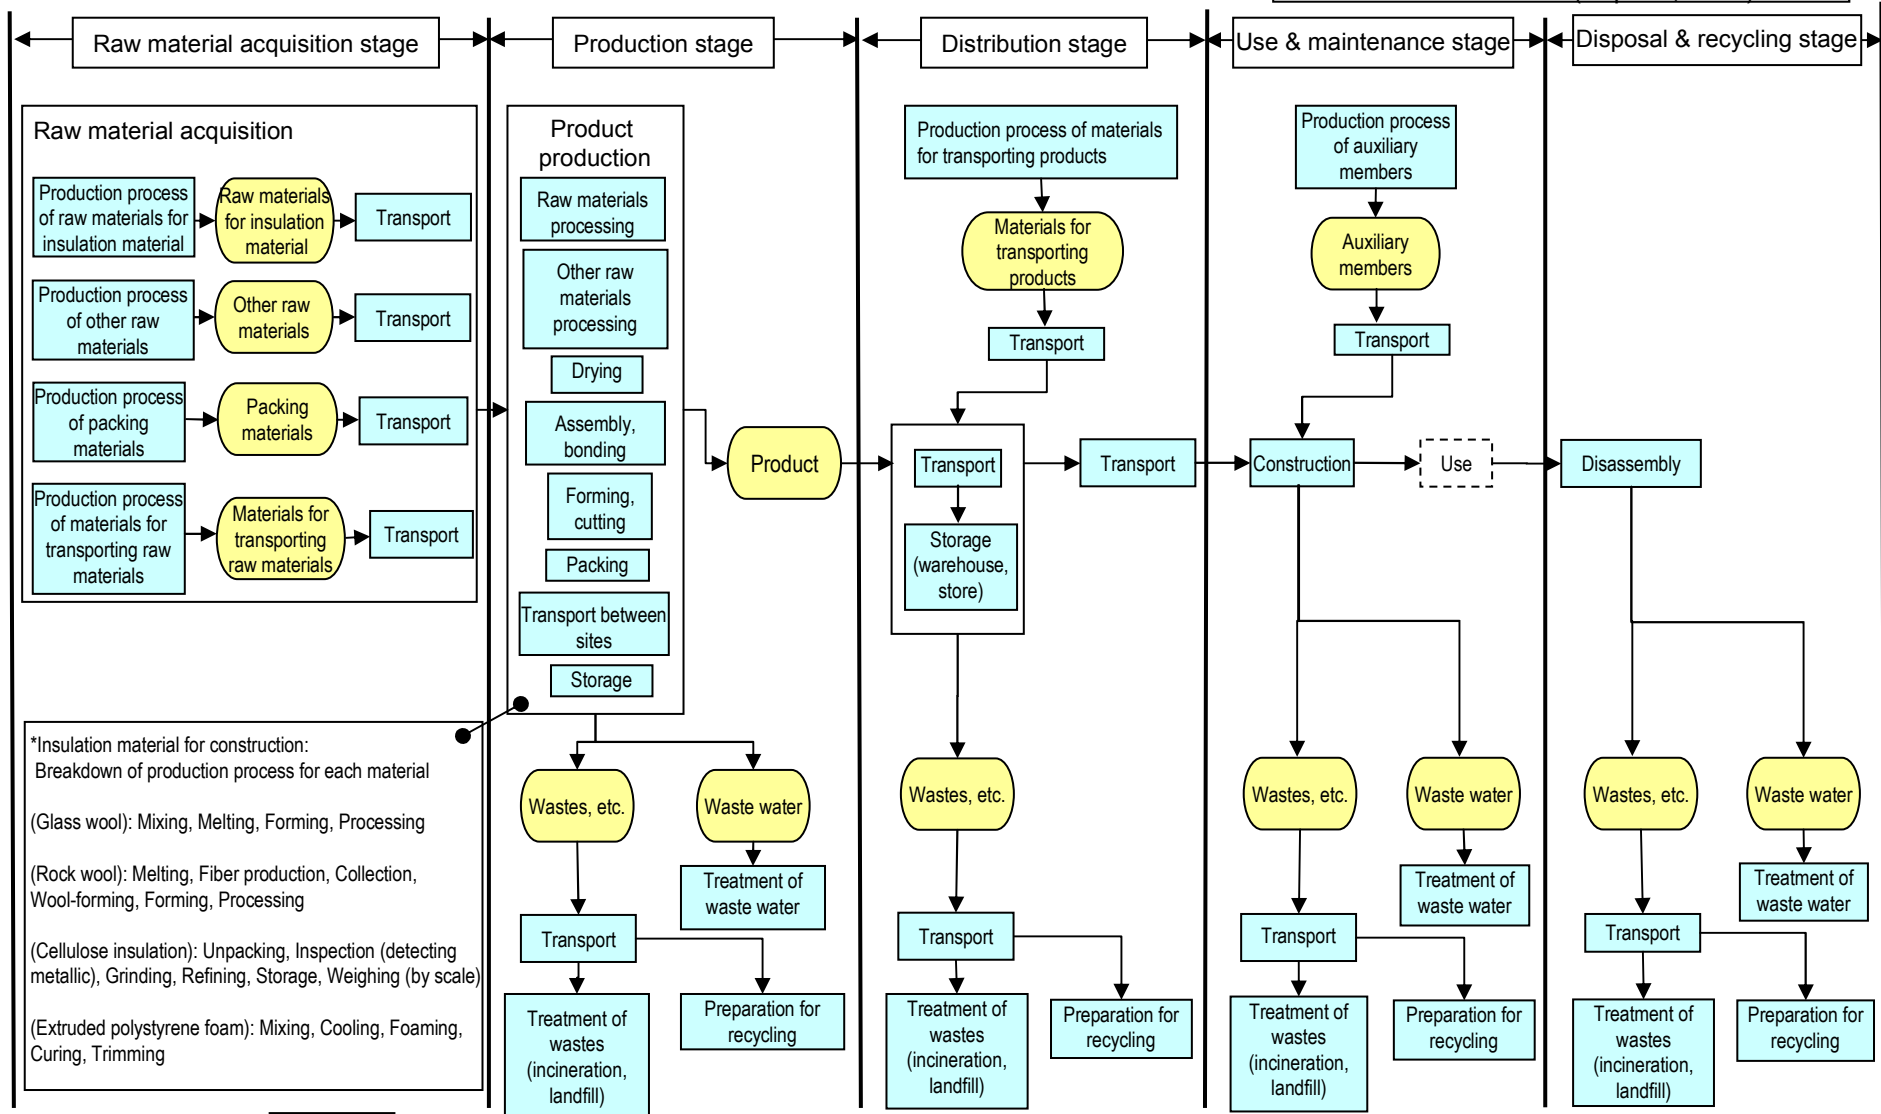 Raw material acquisition stage
Production stage
Distribution stage
Use & maintenance stage
Disposal & recycling stage
Raw material acquisition
Production process
of raw materials for
insulation material
Raw materials
for insulation
material
Transport
Production process
of other raw
materials
Other raw
materials
Transport
Production process
of packing
materials
Packing
materials
Transport
Production process
of materials for
transporting raw
materials
Materials for
transporting
raw materials
Transport
*Insulation material for construction:
Breakdown of production process for each material
(Glass wool): Mixing, Melting, Forming, Processing
(Rock wool): Melting, Fiber production, Collection,
Wool-forming, Forming, Processing
(Cellulose insulation): Unpacking, Inspection (detecting
metallic), Grinding, Refining, Storage, Weighing (by scale)
(Extruded polystyrene foam): Mixing, Cooling, Foaming,
Curing, Trimming
Product
production
Raw materials
processing
Other raw
materials
processing
Drying
Assembly,
bonding
Forming,
cutting
Packing
Transport between
sites
Storage
Product
Wastes, etc.
Waste water
Treatment of
waste water
Transport
Treatment of
wastes
(incineration,
landfill)
Preparation for
recycling
Production process of materials
for transporting products
Materials for
transporting
products
Transport
Transport
Storage
(warehouse,
store)
Transport
Wastes, etc.
Transport
Treatment of
wastes
(incineration,
landfill)
Preparation for
recycling
Production process
of auxiliary
members
Auxiliary
members
Transport
Construction
Use
Wastes, etc.
Waste water
Treatment of
waste water
Transport
Treatment of
wastes
(incineration,
landfill)
Preparation for
recycling
Disassembly
Wastes, etc.
Waste water
Treatment of
waste water
Transport
Treatment of
wastes
(incineration,
landfill)
Preparation for
recycling